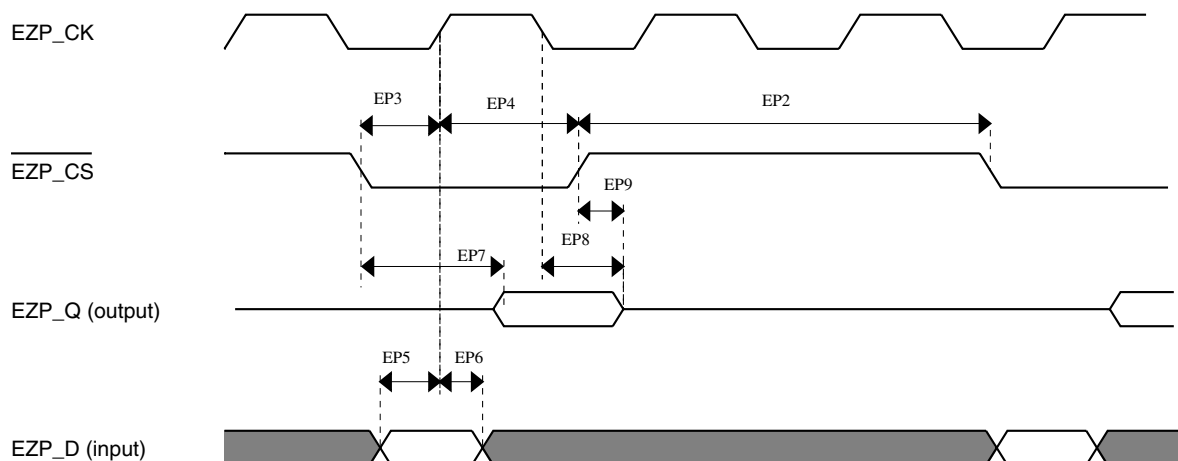 EZP_CK
EP3
EP4
EP2
EZP_CS
EP9
EP8
EP7
EZP_Q (output)
EP5
EP6
EZP_D (input)